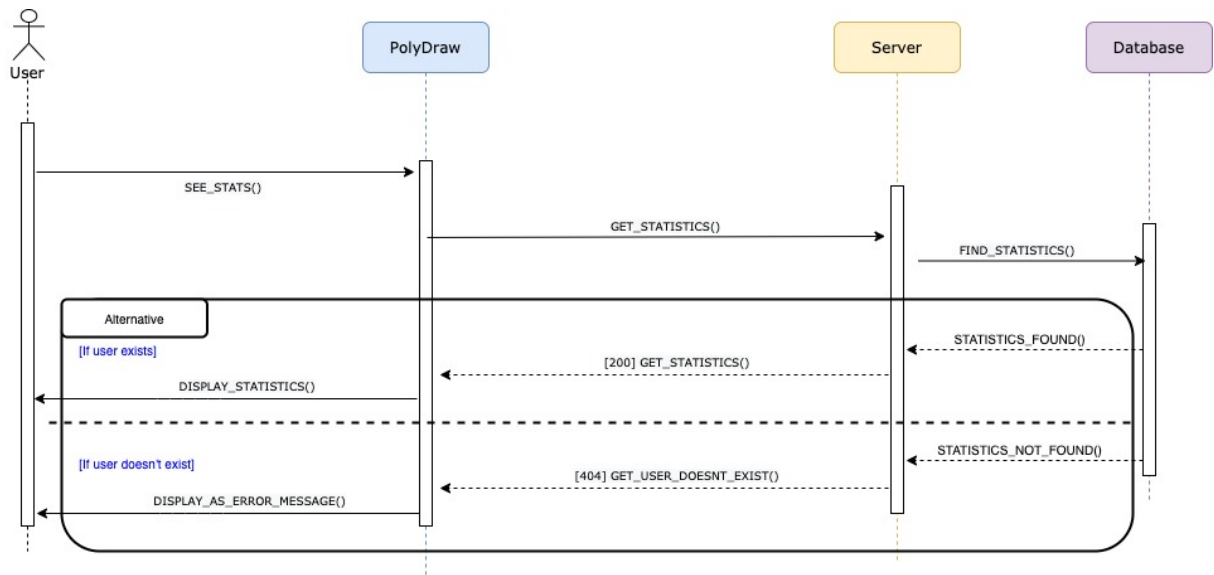 User
PolyDraw
Server
Database
SEE_STATS()
GET_STATISTICS()
FIND_STATISTICS()
Alternative
[If user exists]
STATISTICS_FOUND()
[200] GET_STATISTICS()
DISPLAY_STATISTICS()
[If user doesn't exist]
STATISTICS_NOT_FOUND()
[404] GET_USER_DOESNT_EXIST()
DISPLAY_AS_ERROR_MESSAGE()